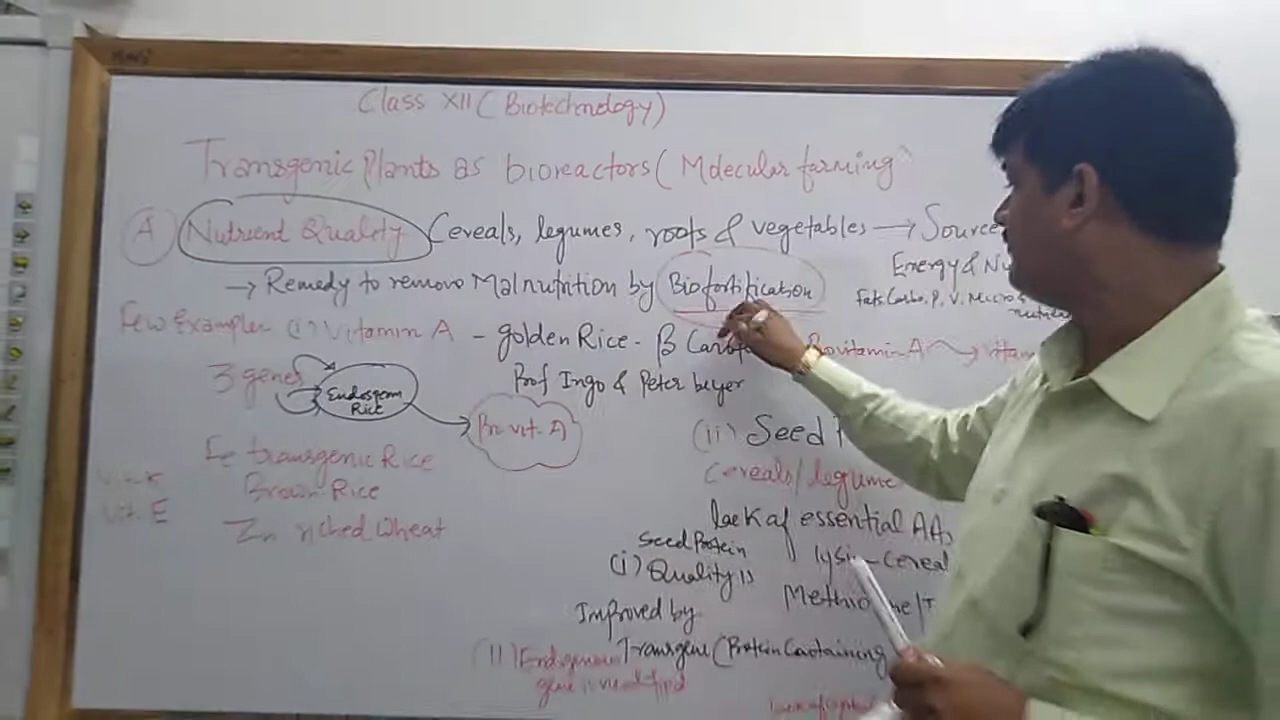 Class XII (Biotechnology)
Transgenic Plants as bioreactors (Molecular farming
A Nutrient Quality Cereals, legumes, roots & vegetables → Source
Energy & Nu
→ Remedy to remove Malnutrition by Biofortification
Fats, Carbo, P, V, Micro
Few Examples (i) Vitamin A - golden Rice - β Caro
Provitamin A → vitam
3 genes Endosperm Rice
Prof Ingo & Peter beyer
Pro vit. A
(ii) Seed
Fe transgenic Rice
Cereals/legume
Brown Rice
Vit. E
lack of essential AAs
Zn riched Wheat
Seed Protein
lysi - Cereal
(i) Quality is
Methio
Improved by
Transgene (Protein Containing
(ii) Endogenous
gene is modified